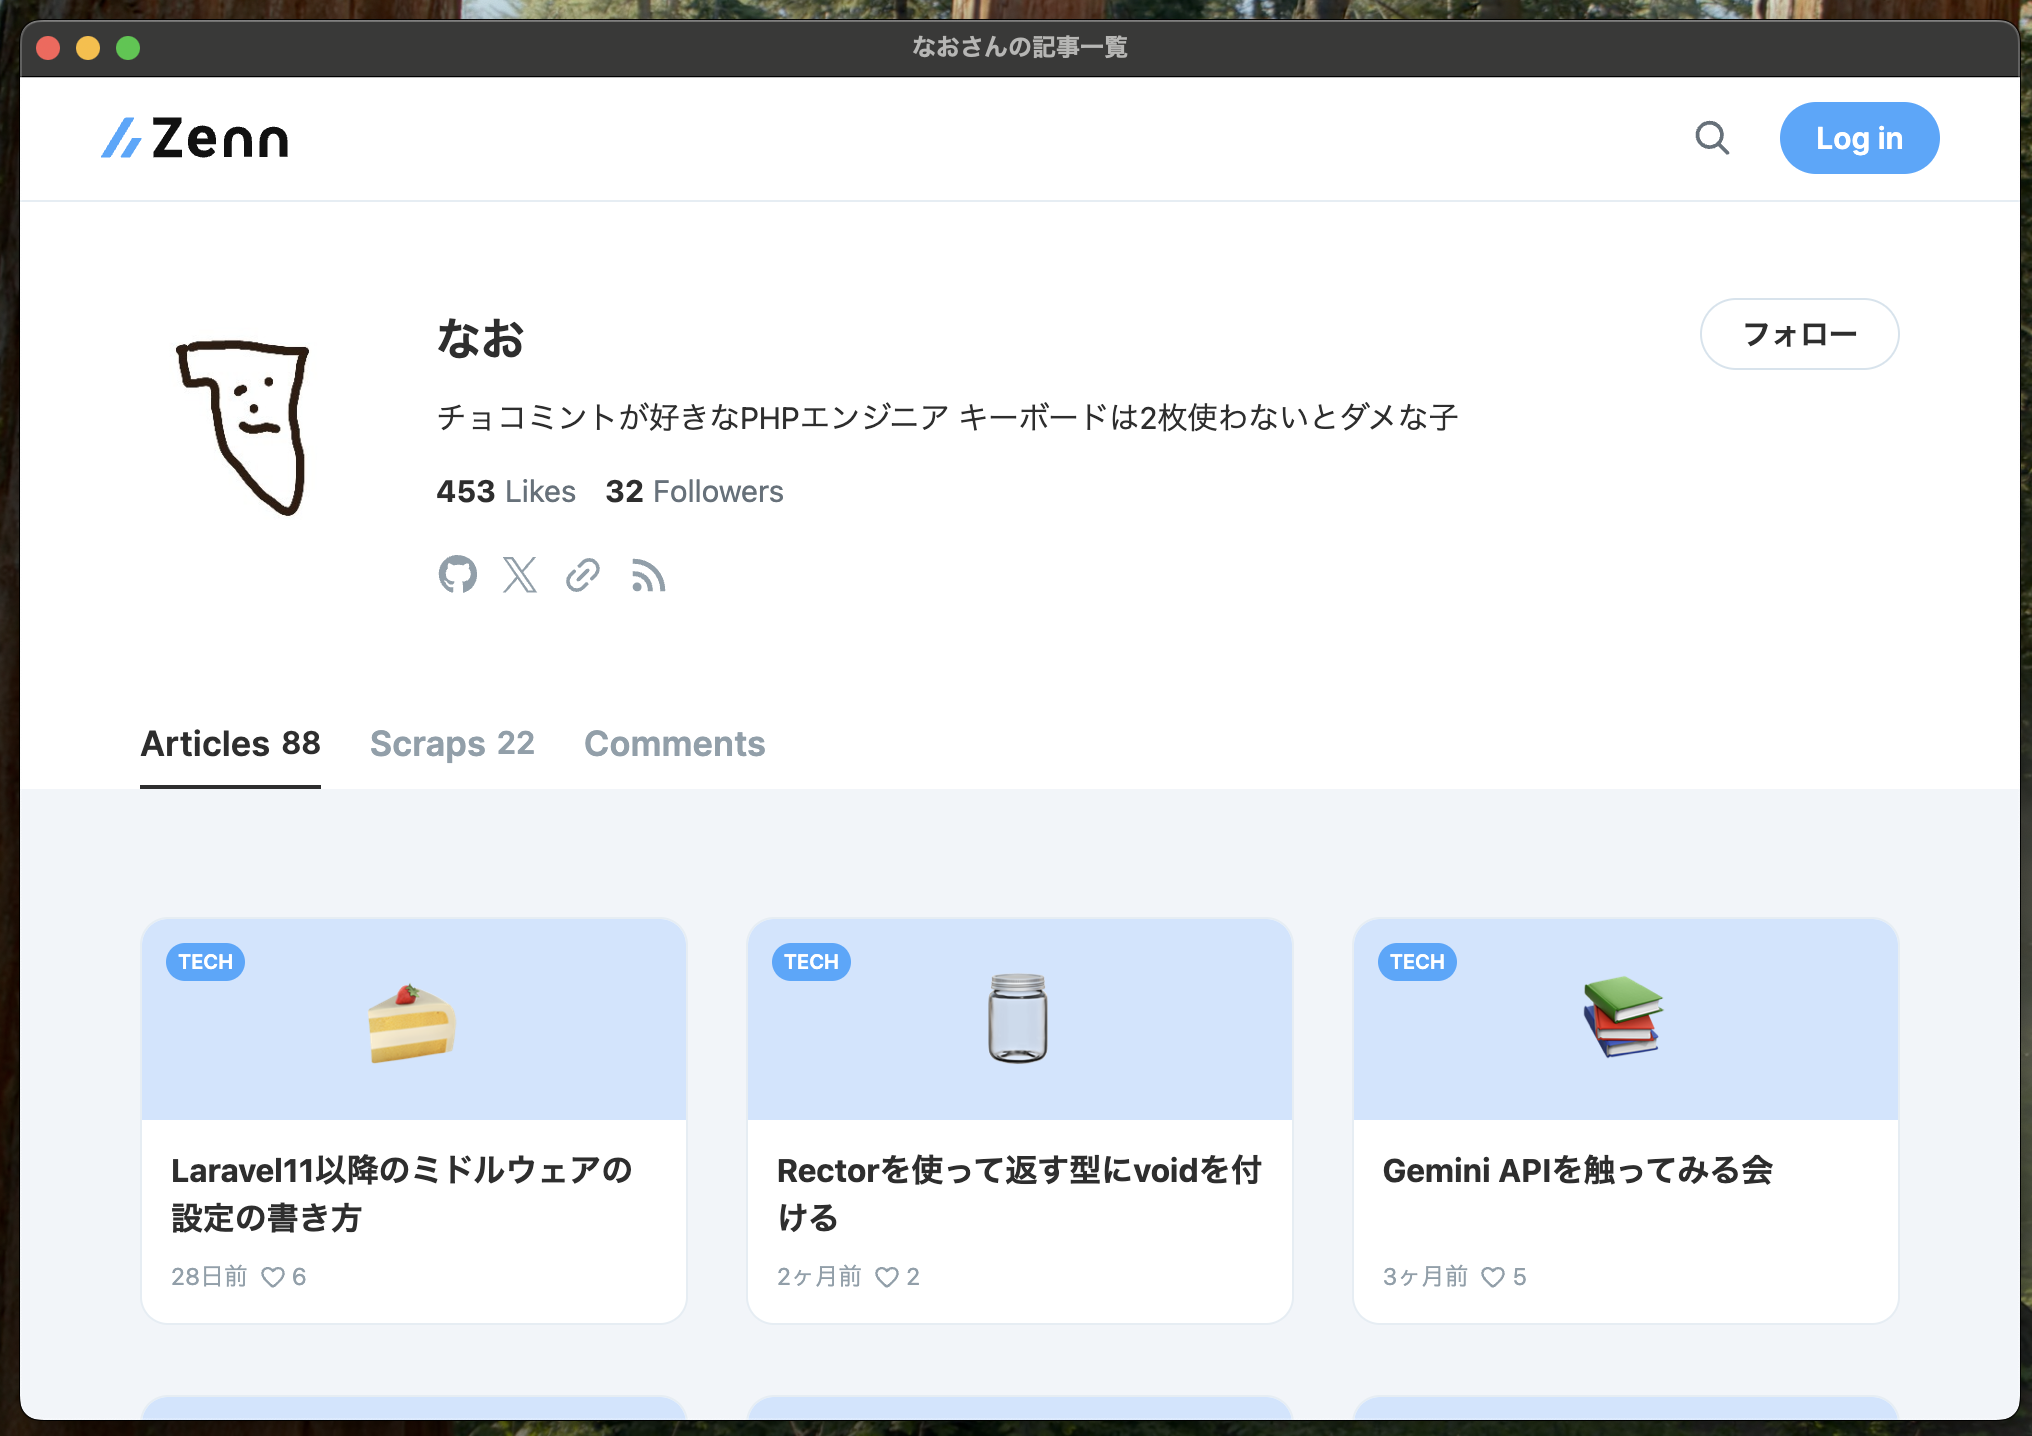 なおさんの記事一覧
Zenn
Log in
なお
フォロー
チョコミントが好きなPHPエンジニア キーボードは2枚使わないとダメな子
453 Likes 32 Followers
Articles 88 Scraps 22 Comments
TECH
Laravel11以降のミドルウェアの
設定の書き方
28日前 6
TECH
Rectorを使って返す型にvoidを付
ける
2ヶ月前 2
TECH
Gemini APIを触ってみる会
3ヶ月前 5